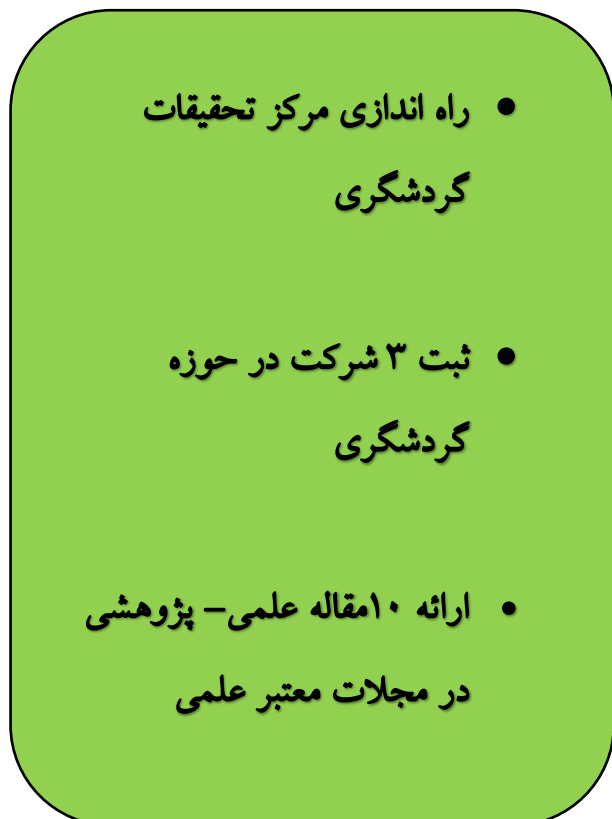 • راه اندازی مرکز تحقیقات
گردشگری
• ثبت ۳ شرکت در حوزه
گردشگری
• ارائه ۱۰مقاله علمی– پژوهشی
در مجلات معتبر علمی